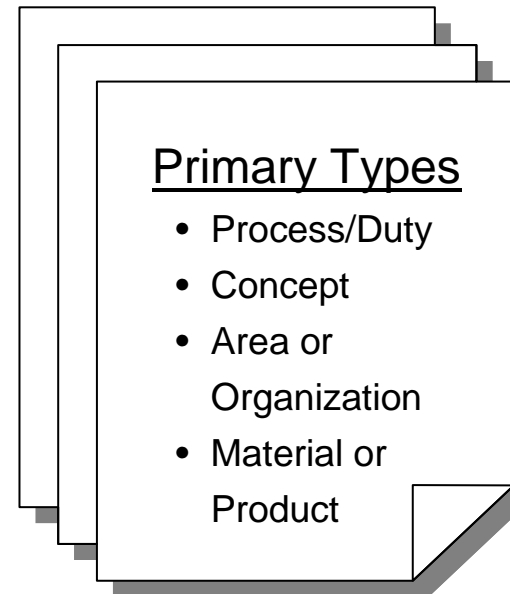 Primary Types
• Process/Duty
• Concept
• Area or
Organization
• Material or
Product